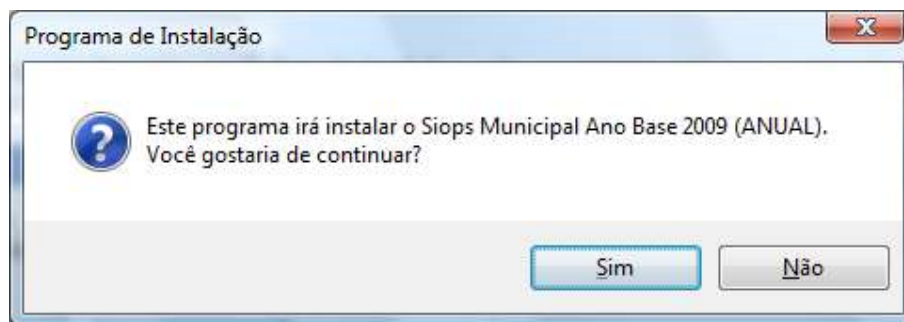 Programa de Instalação
Este programa irá instalar o Siops Municipal Ano Base 2009 (ANUAL).
Você gostaria de continuar?
Sim
Não